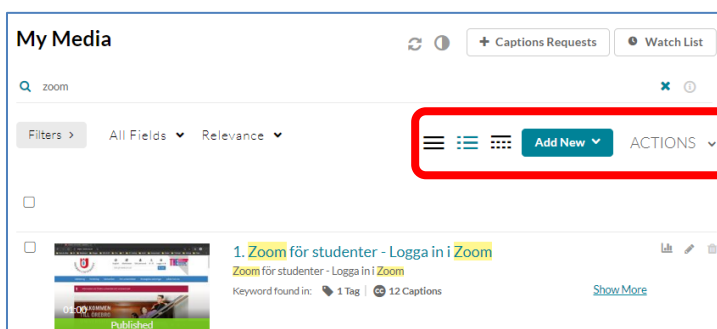 My Media
+ Captions Requests
Watch List
zoom
Filters >
All Fields
Relevance
Add New
ACTIONS
1. Zoom för studenter - Logga in i Zoom
Zoom för studenter - Logga in i Zoom
Keyword found in: 1 Tag | 12 Captions
Show More
01:00
Published